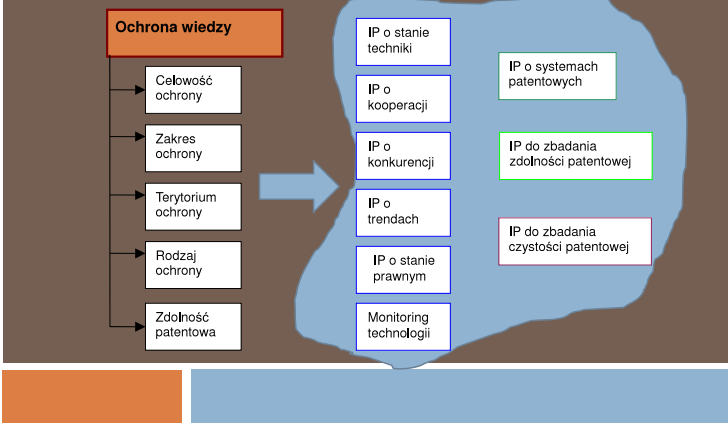 Ochrona wiedzy
Celowość
ochrony
Zakres
ochrony
Terytorium
ochrony
Rodzaj
ochrony
Zdolność
patentowa
IP o stanie
techniki
IP o
kooperacji
IP o
konkurencji
IP o
trendach
IP o stanie
prawnym
Monitoring
technologii
IP o systemach
patentowych
IP do zbadania
zdolności patentowej
IP do zbadania
czystości patentowej